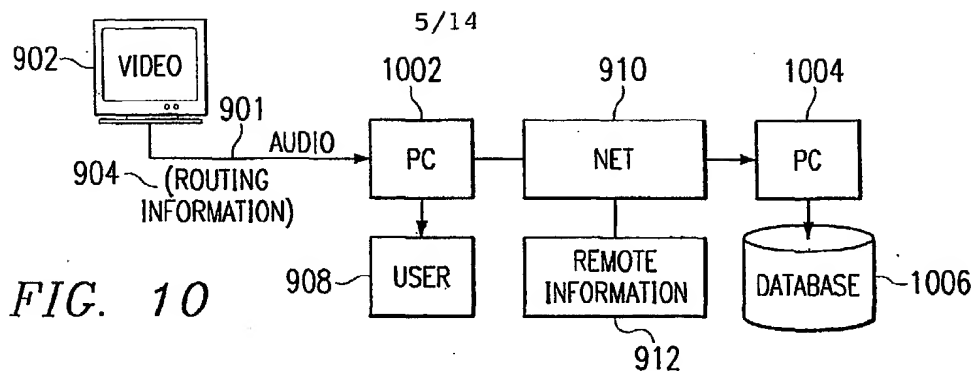 5/14
902
VIDEO
901
AUDIO
904
(ROUTING
INFORMATION)
1002
PC
910
NET
1004
PC
908
USER
REMOTE
INFORMATION
912
DATABASE
1006
FIG. 10